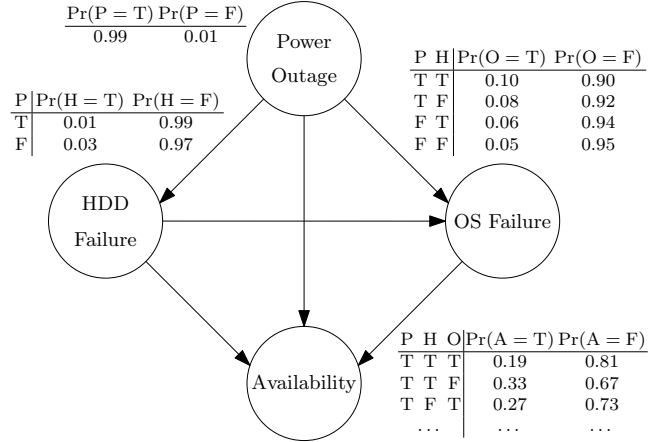 Pr(P = T) Pr(P = F)
0.99 0.01
Power
Outage
P H Pr(O = T) Pr(O = F)
T T 0.10 0.90
T F 0.08 0.92
F T 0.06 0.94
F F 0.05 0.95
P Pr(H = T) Pr(H = F)
T 0.01 0.99
F 0.03 0.97
HDD
Failure
OS Failure
Availability
P H O Pr(A = T) Pr(A = F)
T T T 0.19 0.81
T T F 0.33 0.67
T F T 0.27 0.73
... ... ...